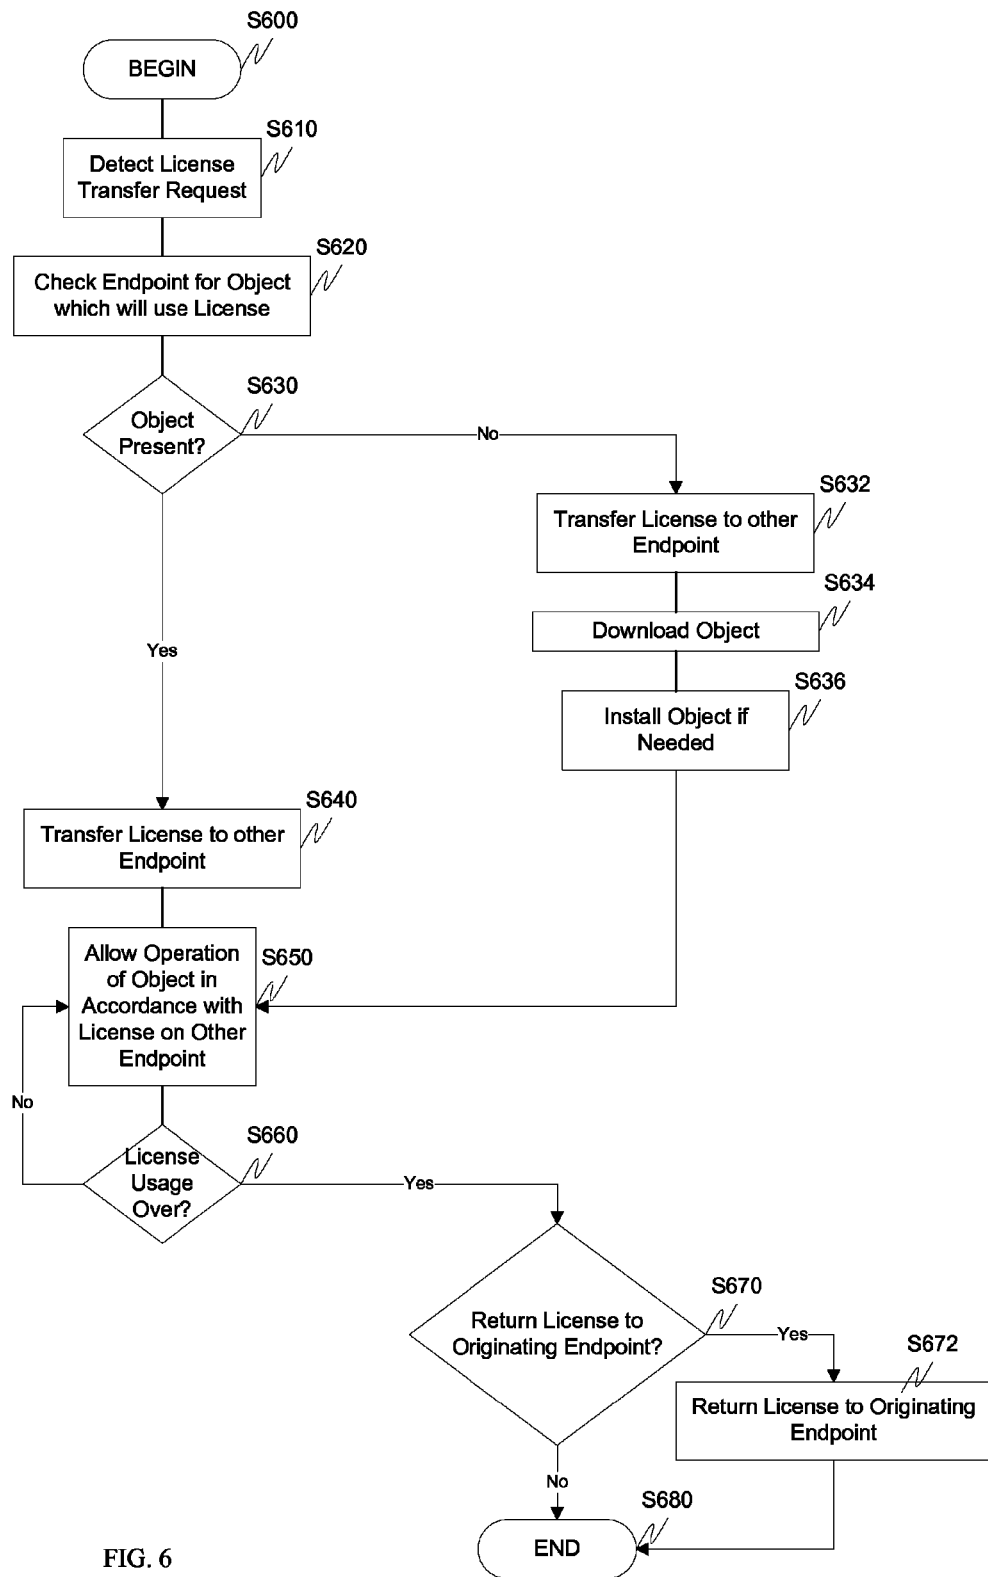 S600
BEGIN
S610
Detect License
Transfer Request
S620
Check Endpoint for Object
which will use License
S630
Object
Present?
No
S632
Transfer License to other
Endpoint
S634
Download Object
Yes
S636
Install Object if
Needed
S640
Transfer License to other
Endpoint
Allow Operation
of Object in
Accordance with
License on Other
Endpoint
S650
No
S660
License
Usage
Over?
Yes
S670
Return License to
Originating Endpoint?
Yes
S672
Return License to Originating
Endpoint
No
S680
END
FIG. 6